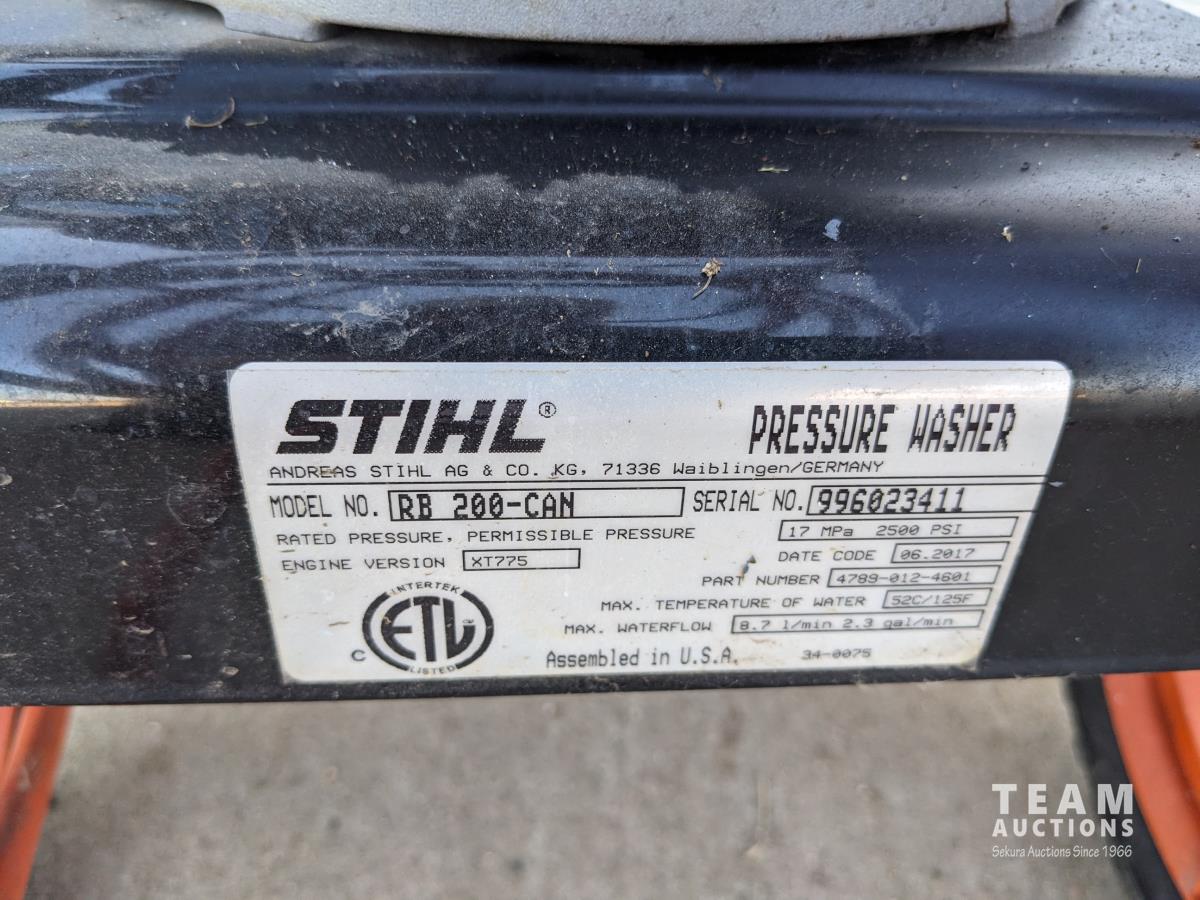 STIHL® PRESSURE WASHER
ANDREAS STIHL AG & CO. KG, 71336 Waiblingen/GERMANY
MODEL NO. RB 200-CAN SERIAL NO. 996023411
RATED PRESSURE, PERMISSIBLE PRESSURE 17 MPa 2500 PSI
ENGINE VERSION XT775 DATE CODE 06.2017
PART NUMBER 4789-012-4601
MAX. TEMPERATURE OF WATER 52C/125F
MAX. WATERFLOW 8.7 l/min 2.3 gal/min
INTERTEK
C ETL
LISTED
Assembled in U.S.A. 34-0075
TEAM
AUCTIONS
Sekura Auctions Since 1966